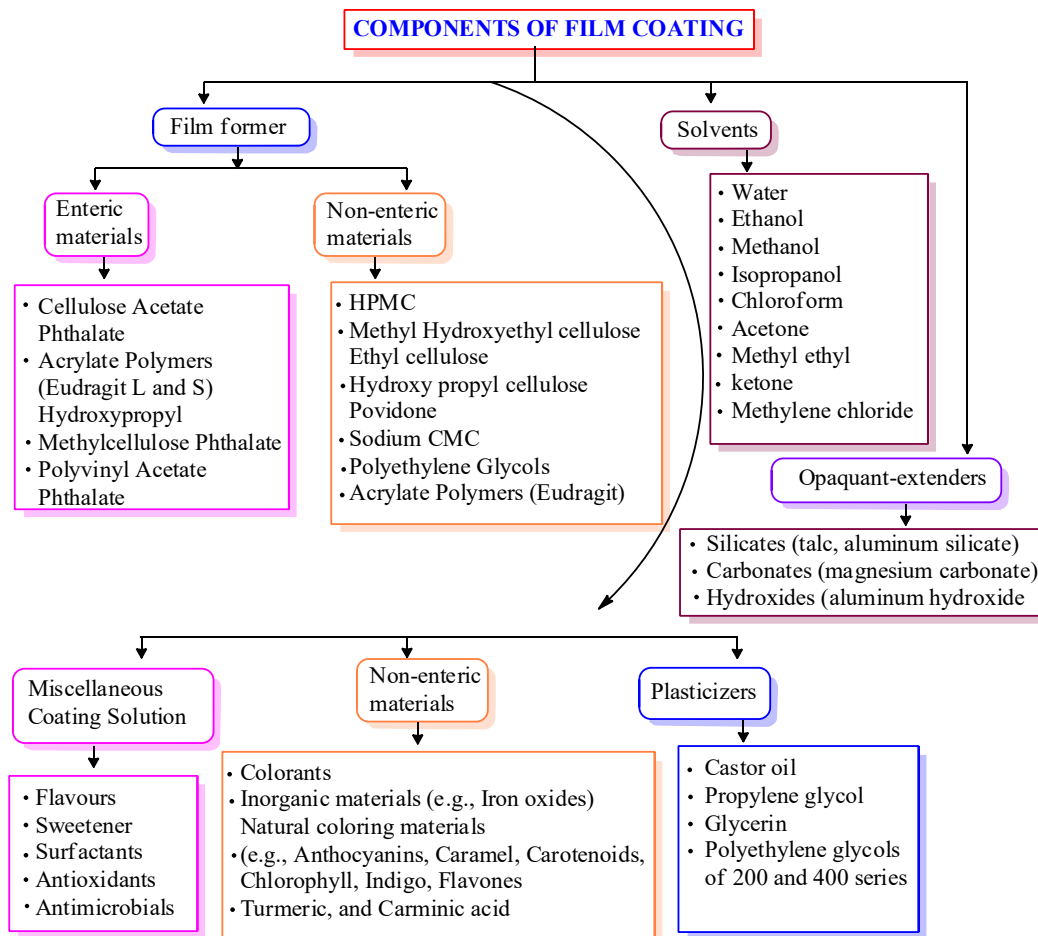 COMPONENTS OF FILM COATING
Film former
Solvents
Enteric
materials
Non-enteric
materials
• Water
• Ethanol
• Methanol
• Isopropanol
• Chloroform
• Acetone
• Methyl ethyl
• ketone
• Methylene chloride
• Cellulose Acetate
Phthalate
• Acrylate Polymers
(Eudragit L and S)
Hydroxypropyl
• Methylcellulose Phthalate
• Polyvinyl Acetate
Phthalate
• HPMC
• Methyl Hydroxyethyl cellulose
Ethyl cellulose
• Hydroxy propyl cellulose
Povidone
• Sodium CMC
• Polyethylene Glycols
• Acrylate Polymers (Eudragit)
Opaquant-extenders
• Silicates (talc, aluminum silicate)
• Carbonates (magnesium carbonate)
• Hydroxides (aluminum hydroxide
Miscellaneous
Coating Solution
Non-enteric
materials
Plasticizers
• Flavours
• Sweetener
• Surfactants
• Antioxidants
• Antimicrobials
• Colorants
• Inorganic materials (e.g., Iron oxides)
Natural coloring materials
• (e.g., Anthocyanins, Caramel, Carotenoids,
Chlorophyll, Indigo, Flavones
• Turmeric, and Carminic acid
• Castor oil
• Propylene glycol
• Glycerin
• Polyethylene glycols
of 200 and 400 series